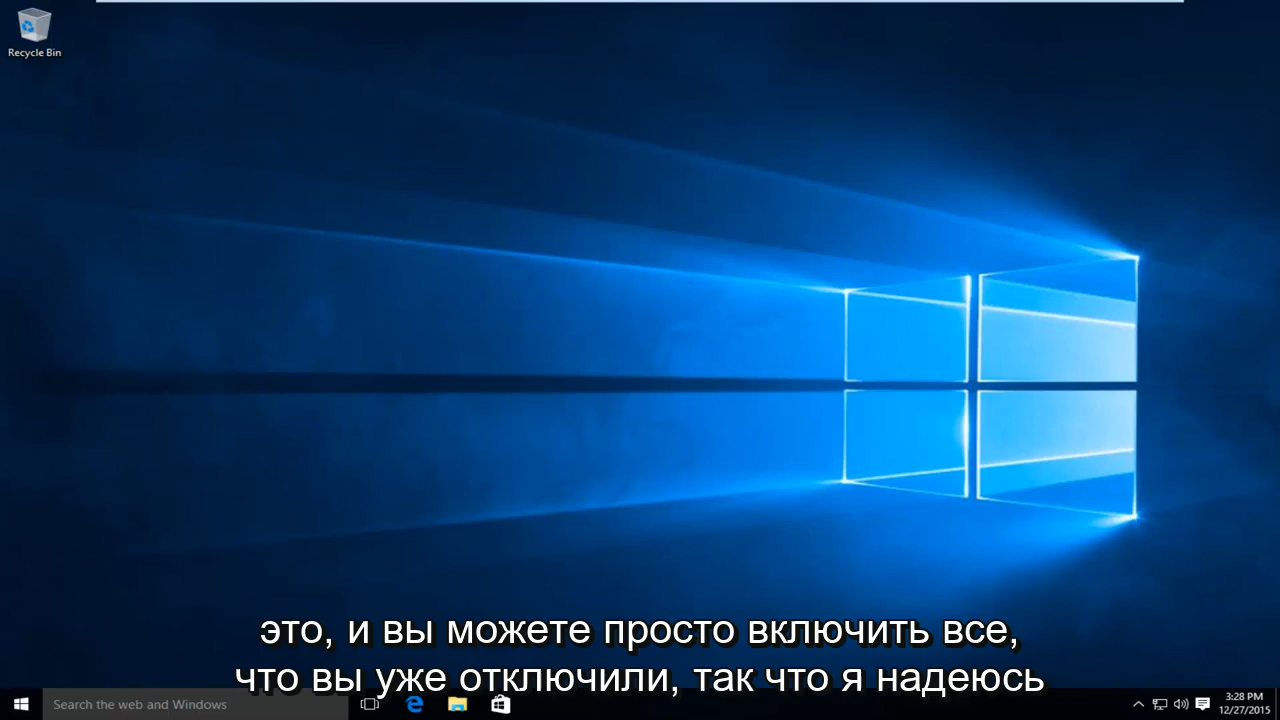 Recycle Bin
это, и вы можете просто включить все,
что вы уже отключили, так что я надеюсь
Search the web and Windows
3:28 PM
12/27/2015